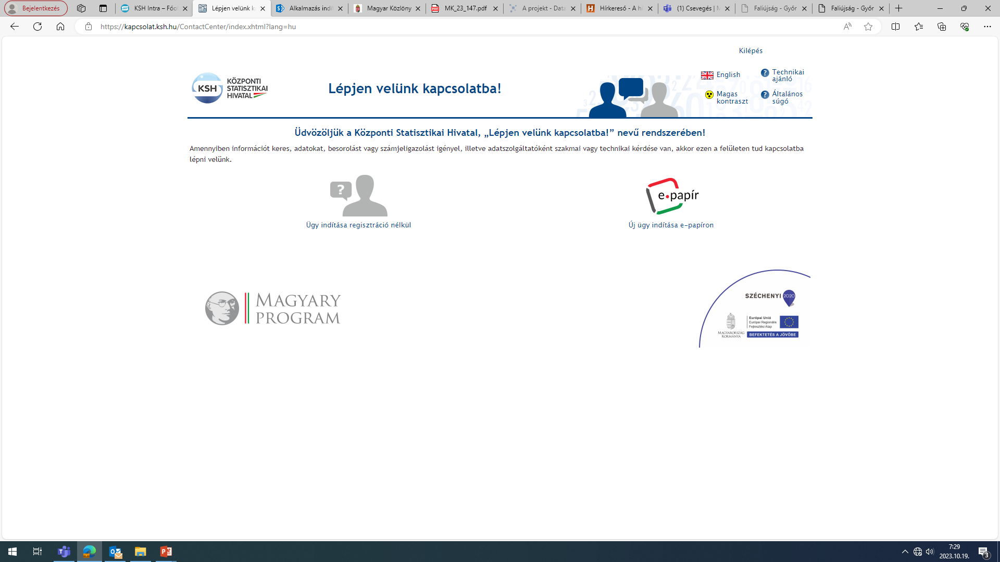 Bejelentkezés
KSH Intra – Főol
Lépjen velünk ka
Alkalmazás indít
Magyar Közlöny
MK_23_147.pdf
A projekt - Data
Hírkereső - A hí
(1) Csevegés | M
Faliújság - Győr
Faliújság - Győr
https://kapcsolat.ksh.hu/ContactCenter/index.xhtml?lang=hu
Kilépés
KSH
KÖZPONTI
STATISZTIKAI
HIVATAL
Lépjen velünk kapcsolatba!
English
Technikai
ajánló
Magas
kontraszt
Általános
súgó
Üdvözöljük a Központi Statisztikai Hivatal, „Lépjen velünk kapcsolatba!” nevű rendszerében!
Amennyiben információt keres, adatokat, besorolást vagy számjeligazolást igényel, illetve adatszolgáltatóként szakmai vagy technikai kérdése van, akkor ezen a felületen tud kapcsolatba
lépni velünk.
?
e•papír
Ügy indítása regisztráció nélkül
Új ügy indítása e-papíron
MAGYARY
PROGRAM
SZÉCHENYI 2020
Európai Unió
Európai Regionális
Fejlesztési Alap
MAGYARORSZÁG
KORMÁNYA
BEFEKTETÉS A JÖVŐBE
7:29
2023.10.19.
3